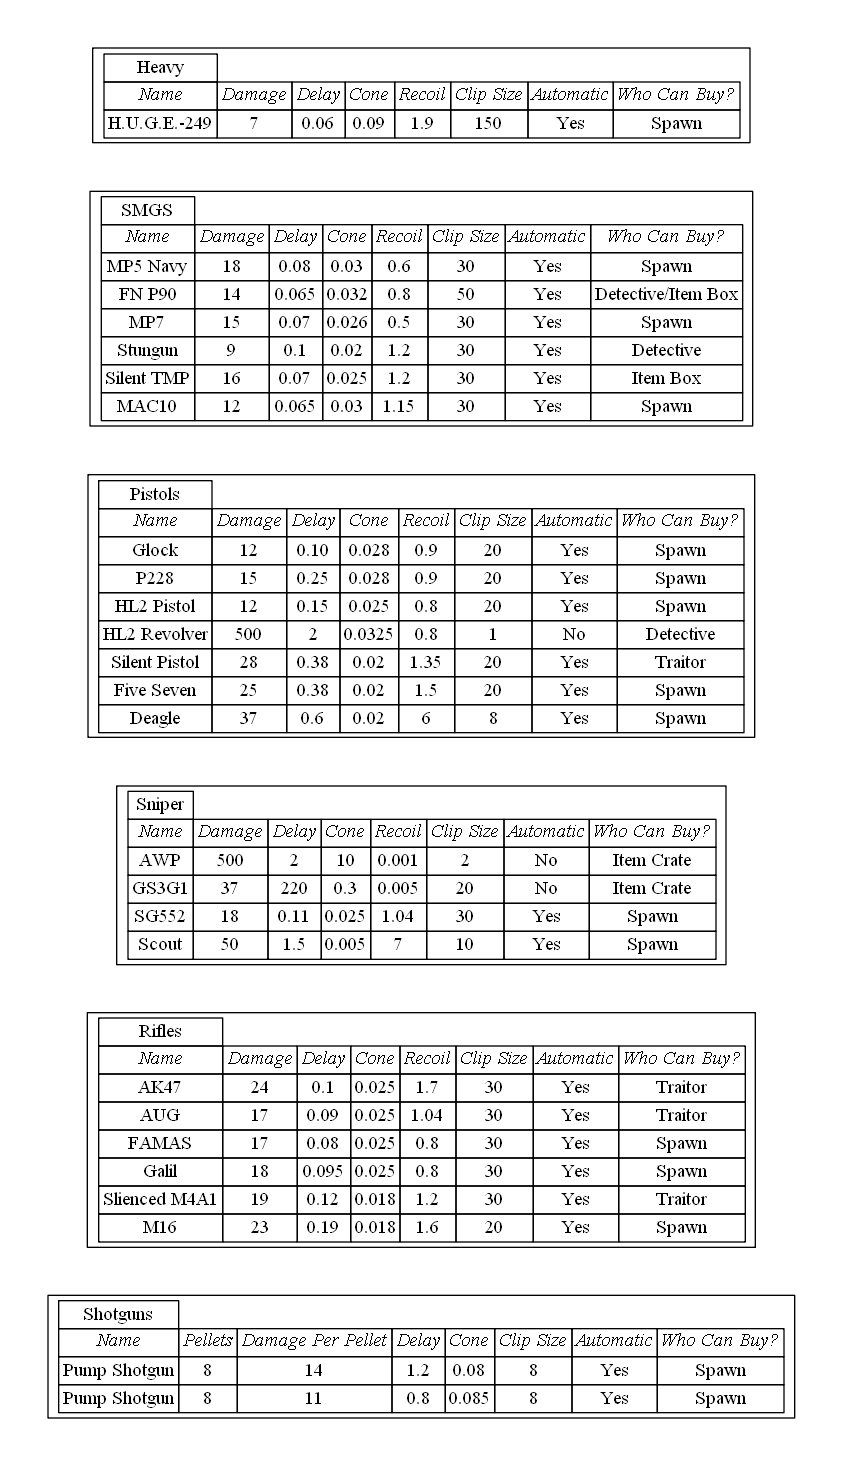 Heavy
Name Damage Delay Cone Recoil Clip Size Automatic Who Can Buy?
H.U.G.E.-249 7 0.06 0.09 1.9 150 Yes Spawn
SMGS
Name Damage Delay Cone Recoil Clip Size Automatic Who Can Buy?
MP5 Navy 18 0.08 0.03 0.6 30 Yes Spawn
FN P90 14 0.065 0.032 0.8 50 Yes Detective/Item Box
MP7 15 0.07 0.026 0.5 30 Yes Spawn
Stungun 9 0.1 0.02 1.2 30 Yes Detective
Silent TMP 16 0.07 0.025 1.2 30 Yes Item Box
MAC10 12 0.065 0.03 1.15 30 Yes Spawn
Pistols
Name Damage Delay Cone Recoil Clip Size Automatic Who Can Buy?
Glock 12 0.10 0.028 0.9 20 Yes Spawn
P228 15 0.25 0.028 0.9 20 Yes Spawn
HL2 Pistol 12 0.15 0.025 0.8 20 Yes Spawn
HL2 Revolver 500 2 0.0325 0.8 1 No Detective
Silent Pistol 28 0.38 0.02 1.35 20 Yes Traitor
Five Seven 25 0.38 0.02 1.5 20 Yes Spawn
Deagle 37 0.6 0.02 6 8 Yes Spawn
Sniper
Name Damage Delay Cone Recoil Clip Size Automatic Who Can Buy?
AWP 500 2 10 0.001 2 No Item Crate
GS3G1 37 220 0.3 0.005 20 No Item Crate
SG552 18 0.11 0.025 1.04 30 Yes Spawn
Scout 50 1.5 0.005 7 10 Yes Spawn
Rifles
Name Damage Delay Cone Recoil Clip Size Automatic Who Can Buy?
AK47 24 0.1 0.025 1.7 30 Yes Traitor
AUG 17 0.09 0.025 1.04 30 Yes Traitor
FAMAS 17 0.08 0.025 0.8 30 Yes Spawn
Galil 18 0.095 0.025 0.8 30 Yes Spawn
Slienced M4A1 19 0.12 0.018 1.2 30 Yes Traitor
M16 23 0.19 0.018 1.6 20 Yes Spawn
Shotguns
Name Pellets Damage Per Pellet Delay Cone Clip Size Automatic Who Can Buy?
Pump Shotgun 8 14 1.2 0.08 8 Yes Spawn
Pump Shotgun 8 11 0.8 0.085 8 Yes Spawn